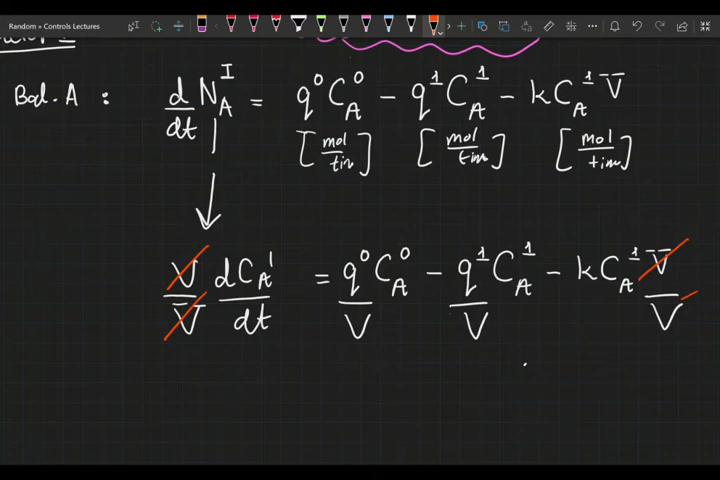 Random » Controls Lectures
Bal. A : d/dt N_A^I = q^0 C_A^0 - q^1 C_A^1 - k C_A^1 V
[mol/tim] [mol/tim] [mol/tim]
V/V dC_A^1/dt = q^0 C_A^0/V - q^1 C_A^1/V - k C_A^1 V/V